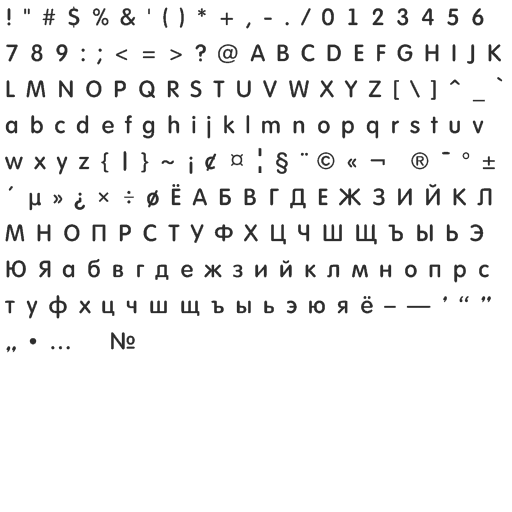 ! " # $ % & ' ( ) * + , - . / 0 1 2 3 4 5 6
7 8 9 : ; < = > ? @ A B C D E F G H I J K
L M N O P Q R S T U V W X Y Z [ \ ] ^ _ `
a b c d e f g h i j k l m n o p q r s t u v
w x y z { | } ~ ¡ ¢ ¤ ¦ § ¨ © « ¬ ® ¯ ° ±
´ µ » ¿ × ÷ ø Ё А Б В Г Д Е Ж З И Й К Л
М Н О П Р С Т У Ф Х Ц Ч Ш Щ Ъ Ы Ь Э
Ю Я а б в г д е ж з и й к л м н о п р с
т у ф х ц ч ш щ ъ ы ь э ю я ё – — ’ “ ”
„ • … №